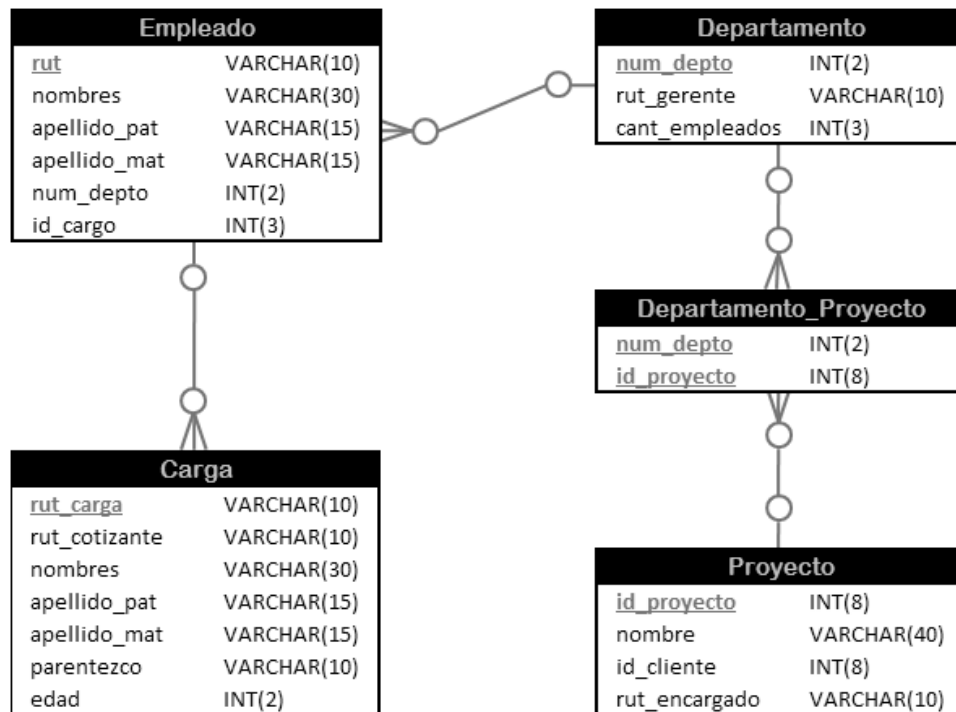 Empleado
rut VARCHAR(10)
nombres VARCHAR(30)
apellido_pat VARCHAR(15)
apellido_mat VARCHAR(15)
num_depto INT(2)
id_cargo INT(3)
Departamento
num_depto INT(2)
rut_gerente VARCHAR(10)
cant_empleados INT(3)
Departamento_Proyecto
num_depto INT(2)
id_proyecto INT(8)
Carga
rut_carga VARCHAR(10)
rut_cotizante VARCHAR(10)
nombres VARCHAR(30)
apellido_pat VARCHAR(15)
apellido_mat VARCHAR(15)
parentezco VARCHAR(10)
edad INT(2)
Proyecto
id_proyecto INT(8)
nombre VARCHAR(40)
id_cliente INT(8)
rut_encargado VARCHAR(10)